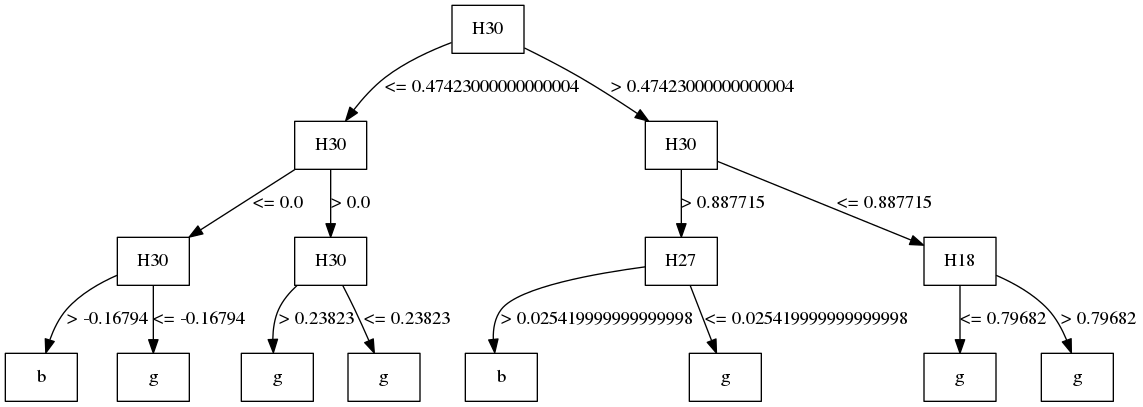 H30
<= 0.47423000000000004
> 0.47423000000000004
H30
H30
<= 0.0
> 0.0
> 0.887715
<= 0.887715
H30
H30
H27
H18
> -0.16794
<= -0.16794
> 0.23823
<= 0.23823
> 0.025419999999999998
<= 0.025419999999999998
<= 0.79682
> 0.79682
b
g
g
g
b
g
g
g